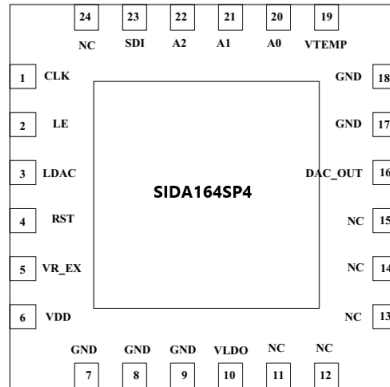 24 23 22 21 20 19
NC SDI A2 A1 A0 VTEMP
1 CLK GND 18
2 LE GND 17
3 LDAC DAC_OUT 16
SIDA164SP4
4 RST NC 15
5 VR_EX NC 14
6 VDD NC 13
GND GND GND VLDO NC NC
7 8 9 10 11 12